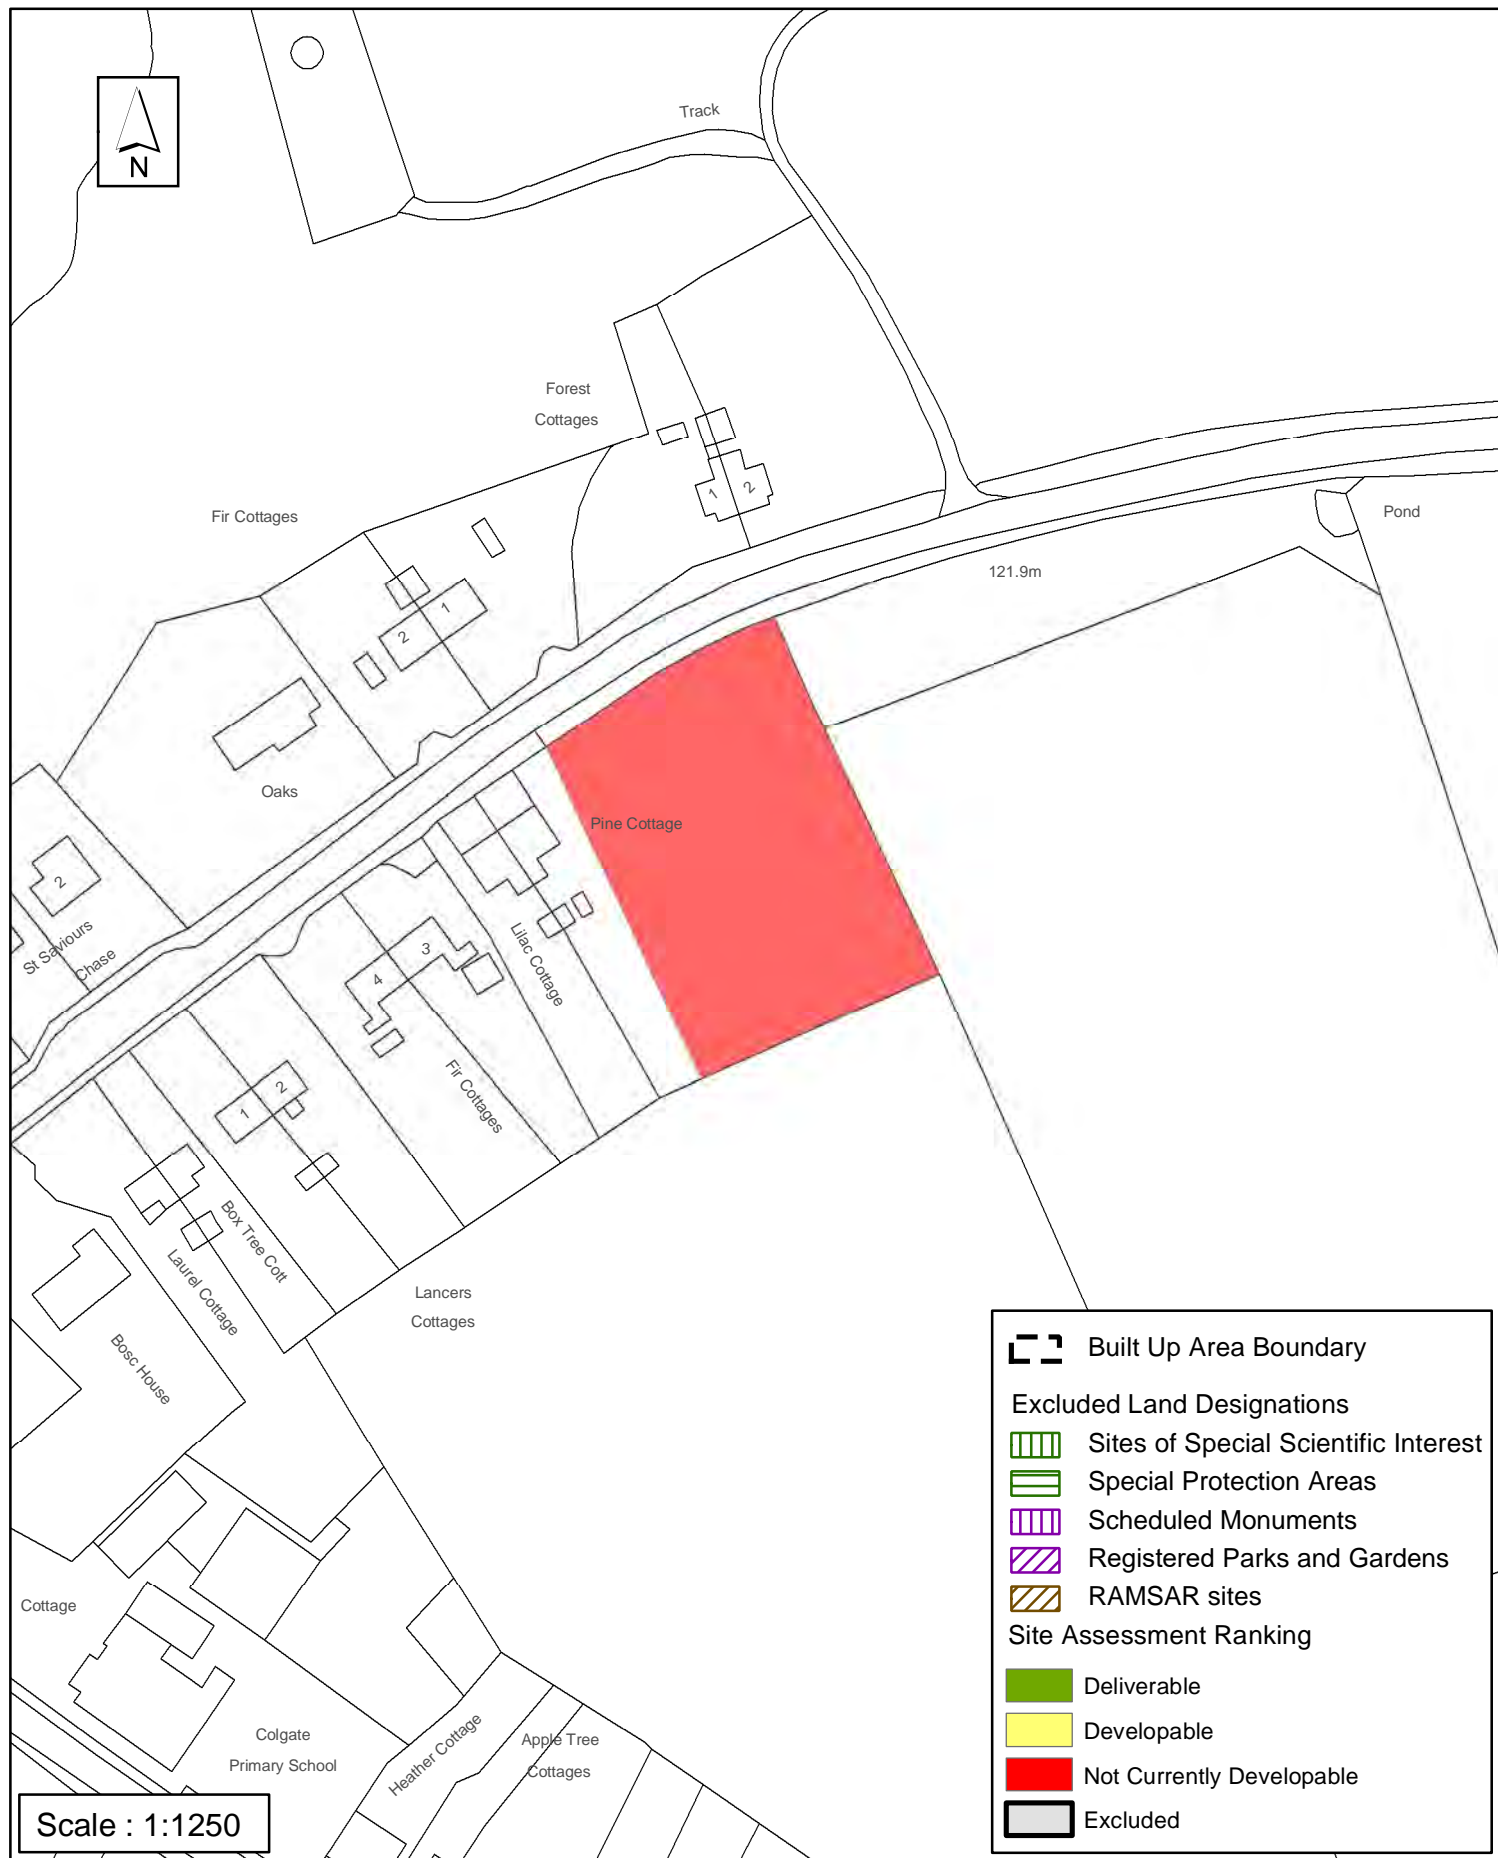 N
Track
Forest
Cottages
1
2
Fir Cottages
Pond
121.9m
1
2
Oaks
Pine Cottage
2
St Saviours
Chase
Lilac Cottage
3
4
Fir Cottages
2
1
Box Tree Cott
Laurel Cottage
Bosc House
Lancers
Cottages
Cottage
Colgate
Primary School
Heather Cottage
Apple Tree
Cottages
Scale : 1:1250
Built Up Area Boundary
Excluded Land Designations
Sites of Special Scientific Interest
Special Protection Areas
Scheduled Monuments
Registered Parks and Gardens
RAMSAR sites
Site Assessment Ranking
Deliverable
Developable
Not Currently Developable
Excluded